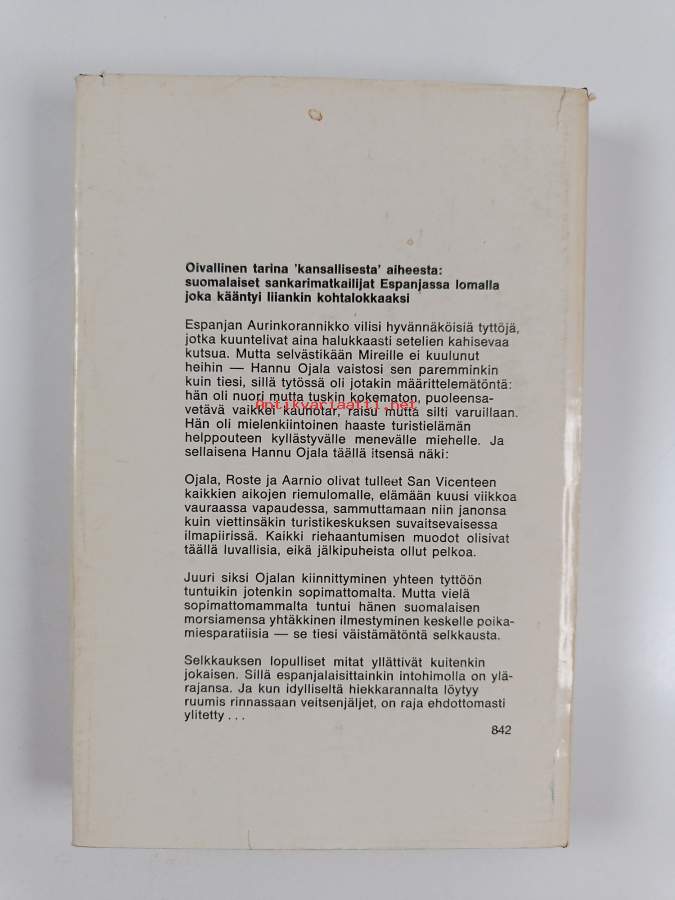 Oivallinen tarina 'kansallisesta' aiheesta:
suomalaiset sankarimatkailijat Espanjassa lomalla
joka kääntyi liiankin kohtalokkaaksi
Espanjan Aurinkorannikko vilisi hyvännäköisiä tyttöjä,
jotka kuuntelivat aina halukkaasti setelien kahisevaa
kutsua. Mutta selvästikään Mireille ei kuulunut
heihin — Hannu Ojala vaistosi sen paremminkin
kuin tiesi, sillä tytössä oli jotakin määrittelemätöntä:
hän oli nuori mutta tuskin kokematon, puoleensa-
vetävä vaikkei kaunotar, raisu mutta silti varuillaan.
Antikvariaatti.net
Hän oli mielenkiintoinen haaste turistielämän
helppouteen kyllästyvälle menevälle miehelle. Ja
sellaisena Hannu Ojala täällä itsensä näki:
Ojala, Roste ja Aarnio olivat tulleet San Vicenteen
kaikkien aikojen riemulomalle, elämään kuusi viikkoa
vauraassa vapaudessa, sammuttamaan niin janonsa
kuin viettinsäkin turistikeskuksen suvaitsevaisessa
ilmapiirissä. Kaikki riehaantumisen muodot olisivat
täällä luvallisia, eikä jälkipuheista ollut pelkoa.
Juuri siksi Ojalan kiinnittyminen yhteen tyttöön
tuntuikin jotenkin sopimattomalta. Mutta vielä
sopimattomammalta tuntui hänen suomalaisen
morsiamensa yhtäkkinen ilmestyminen keskelle poika-
miesparatiisia — se tiesi väistämätöntä selkkausta.
Selkkauksen lopulliset mitat yllättivät kuitenkin
jokaisen. Sillä espanjalaisittainkin intohimolla on ylä-
rajansa. Ja kun idylliseltä hiekkarannalta löytyy
ruumis rinnassaan veitsenjäljet, on raja ehdottomasti
ylitetty . . .
842